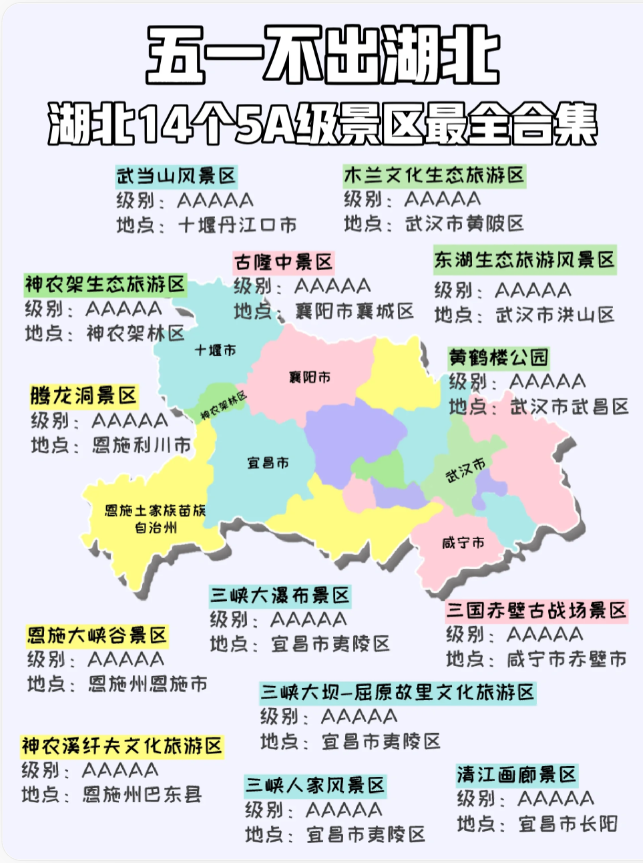 五一不出湖北
湖北14个5A级景区最全合集
武当山风景区
级别：AAAAA
地点：十堰丹江口市
木兰文化生态旅游区
级别：AAAAA
地点：武汉市黄陂区
古隆中景区
级别：AAAAA
地点：襄阳市襄城区
东湖生态旅游风景区
级别：AAAAA
地点：武汉市洪山区
神农架生态旅游区
级别：AAAAA
地点：神农架林区
黄鹤楼公园
级别：AAAAA
地点：武汉市武昌区
腾龙洞景区
级别：AAAAA
地点：恩施利川市
十堰市
襄阳市
神农架林区
宜昌市
武汉市
恩施土家族苗族
自治州
咸宁市
三峡大瀑布景区
级别：AAAAA
地点：宜昌市夷陵区
三国赤壁古战场景区
级别：AAAAA
地点：咸宁市赤壁市
恩施大峡谷景区
级别：AAAAA
地点：恩施州恩施市
三峡大坝-屈原故里文化旅游区
级别：AAAAA
地点：宜昌市夷陵区
神农溪纤夫文化旅游区
级别：AAAAA
地点：恩施州巴东县
三峡人家风景区
级别：AAAAA
地点：宜昌市夷陵区
清江画廊景区
级别：AAAAA
地点：宜昌市长阳